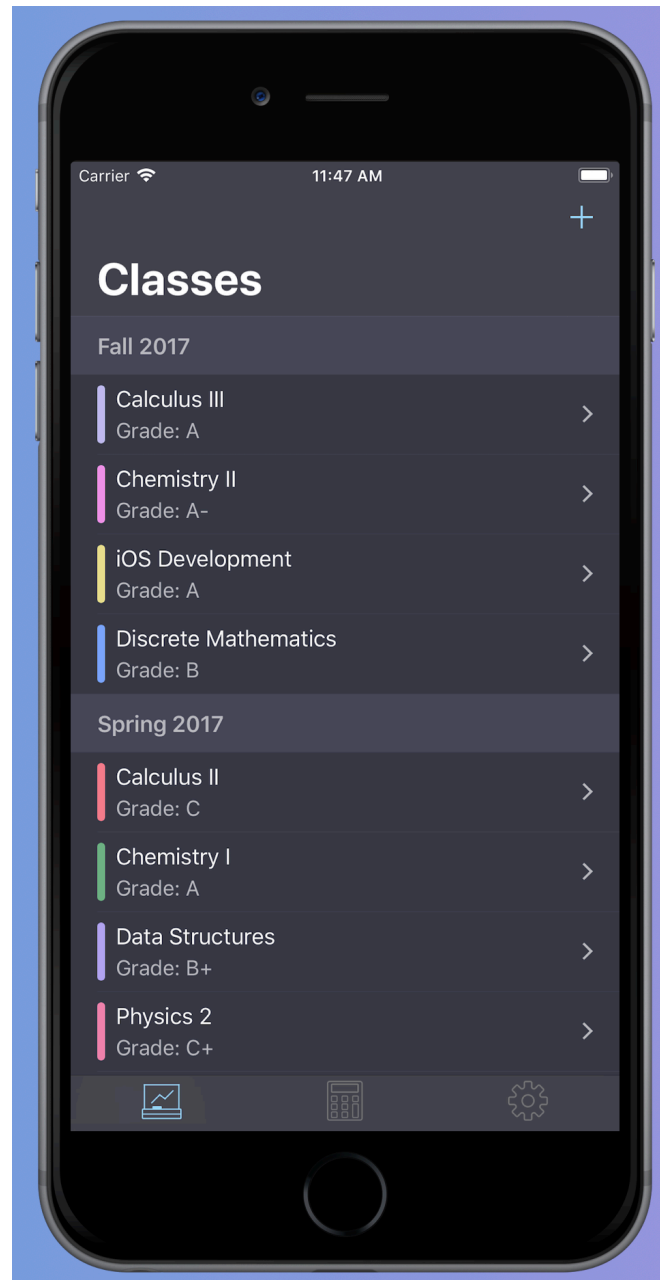 Carrier 11:47 AM
Classes
Fall 2017
Calculus III
Grade: A
Chemistry II
Grade: A-
iOS Development
Grade: A
Discrete Mathematics
Grade: B
Spring 2017
Calculus II
Grade: C
Chemistry I
Grade: A
Data Structures
Grade: B+
Physics 2
Grade: C+